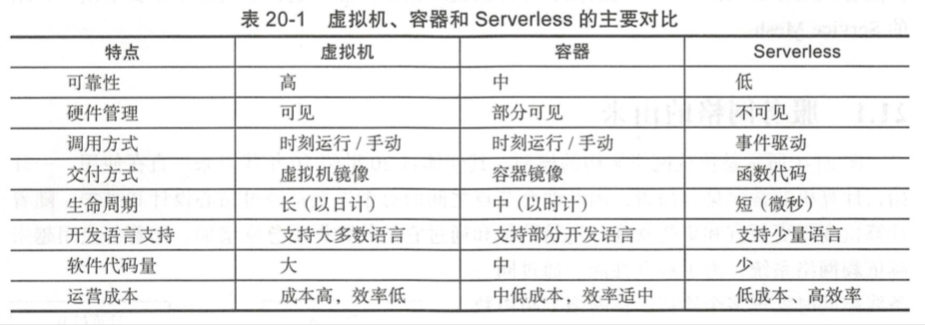 的 Service Mesh
表 20-1 虚拟机、容器和 Serverless 的主要对比
特点 虚拟机 容器 Serverless
可靠性 高 中 低
硬件管理 可见 部分可见 不可见
调用方式 时刻运行 / 手动 时刻运行 / 手动 事件驱动
交付方式 虚拟机镜像 容器镜像 函数代码
生命周期 长（以日计） 中（以时计） 短（微秒）
开发语言支持 支持大多数语言 支持部分开发语言 支持少量语言
软件代码量 大 中 少
运营成本 成本高，效率低 中低成本，效率适中 低成本、高效率